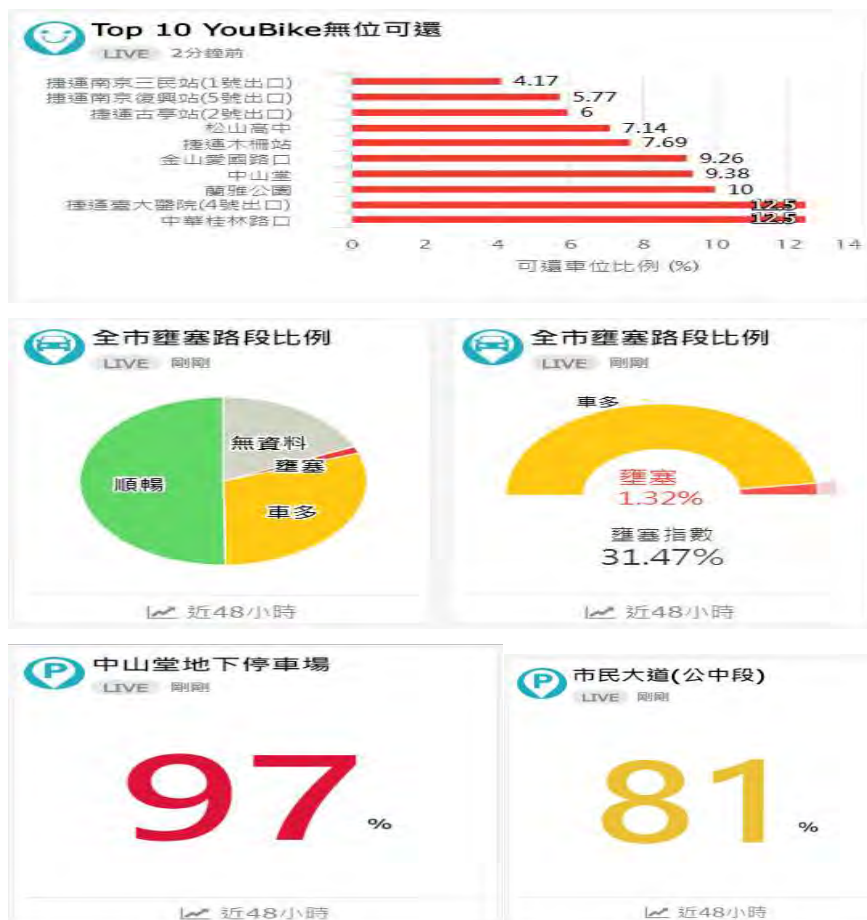 Top 10 YouBike無位可還
LIVE 2分鐘前
捷運南京三民站(1號出口)
4.17
捷運南京復興站(5號出口)
5.77
捷運古亭站(2號出口)
6
松山高中
7.14
捷運木柵站
7.69
金山愛國路口
9.26
中山堂
9.38
蘭雅公園
10
捷運臺大醫院(4號出口)
12.5
中華桂林路口
12.5
0 2 4 6 8 10 12 14
可還車位比例 (%)
全市壅塞路段比例
LIVE 剛剛
無資料
壅塞
順暢
車多
近48小時
全市壅塞路段比例
LIVE 剛剛
車多
壅塞
1.32%
壅塞指數
31.47%
近48小時
P
中山堂地下停車場
LIVE 剛剛
97 %
近48小時
P
市民大道(公中段)
LIVE 剛剛
81 %
近48小時